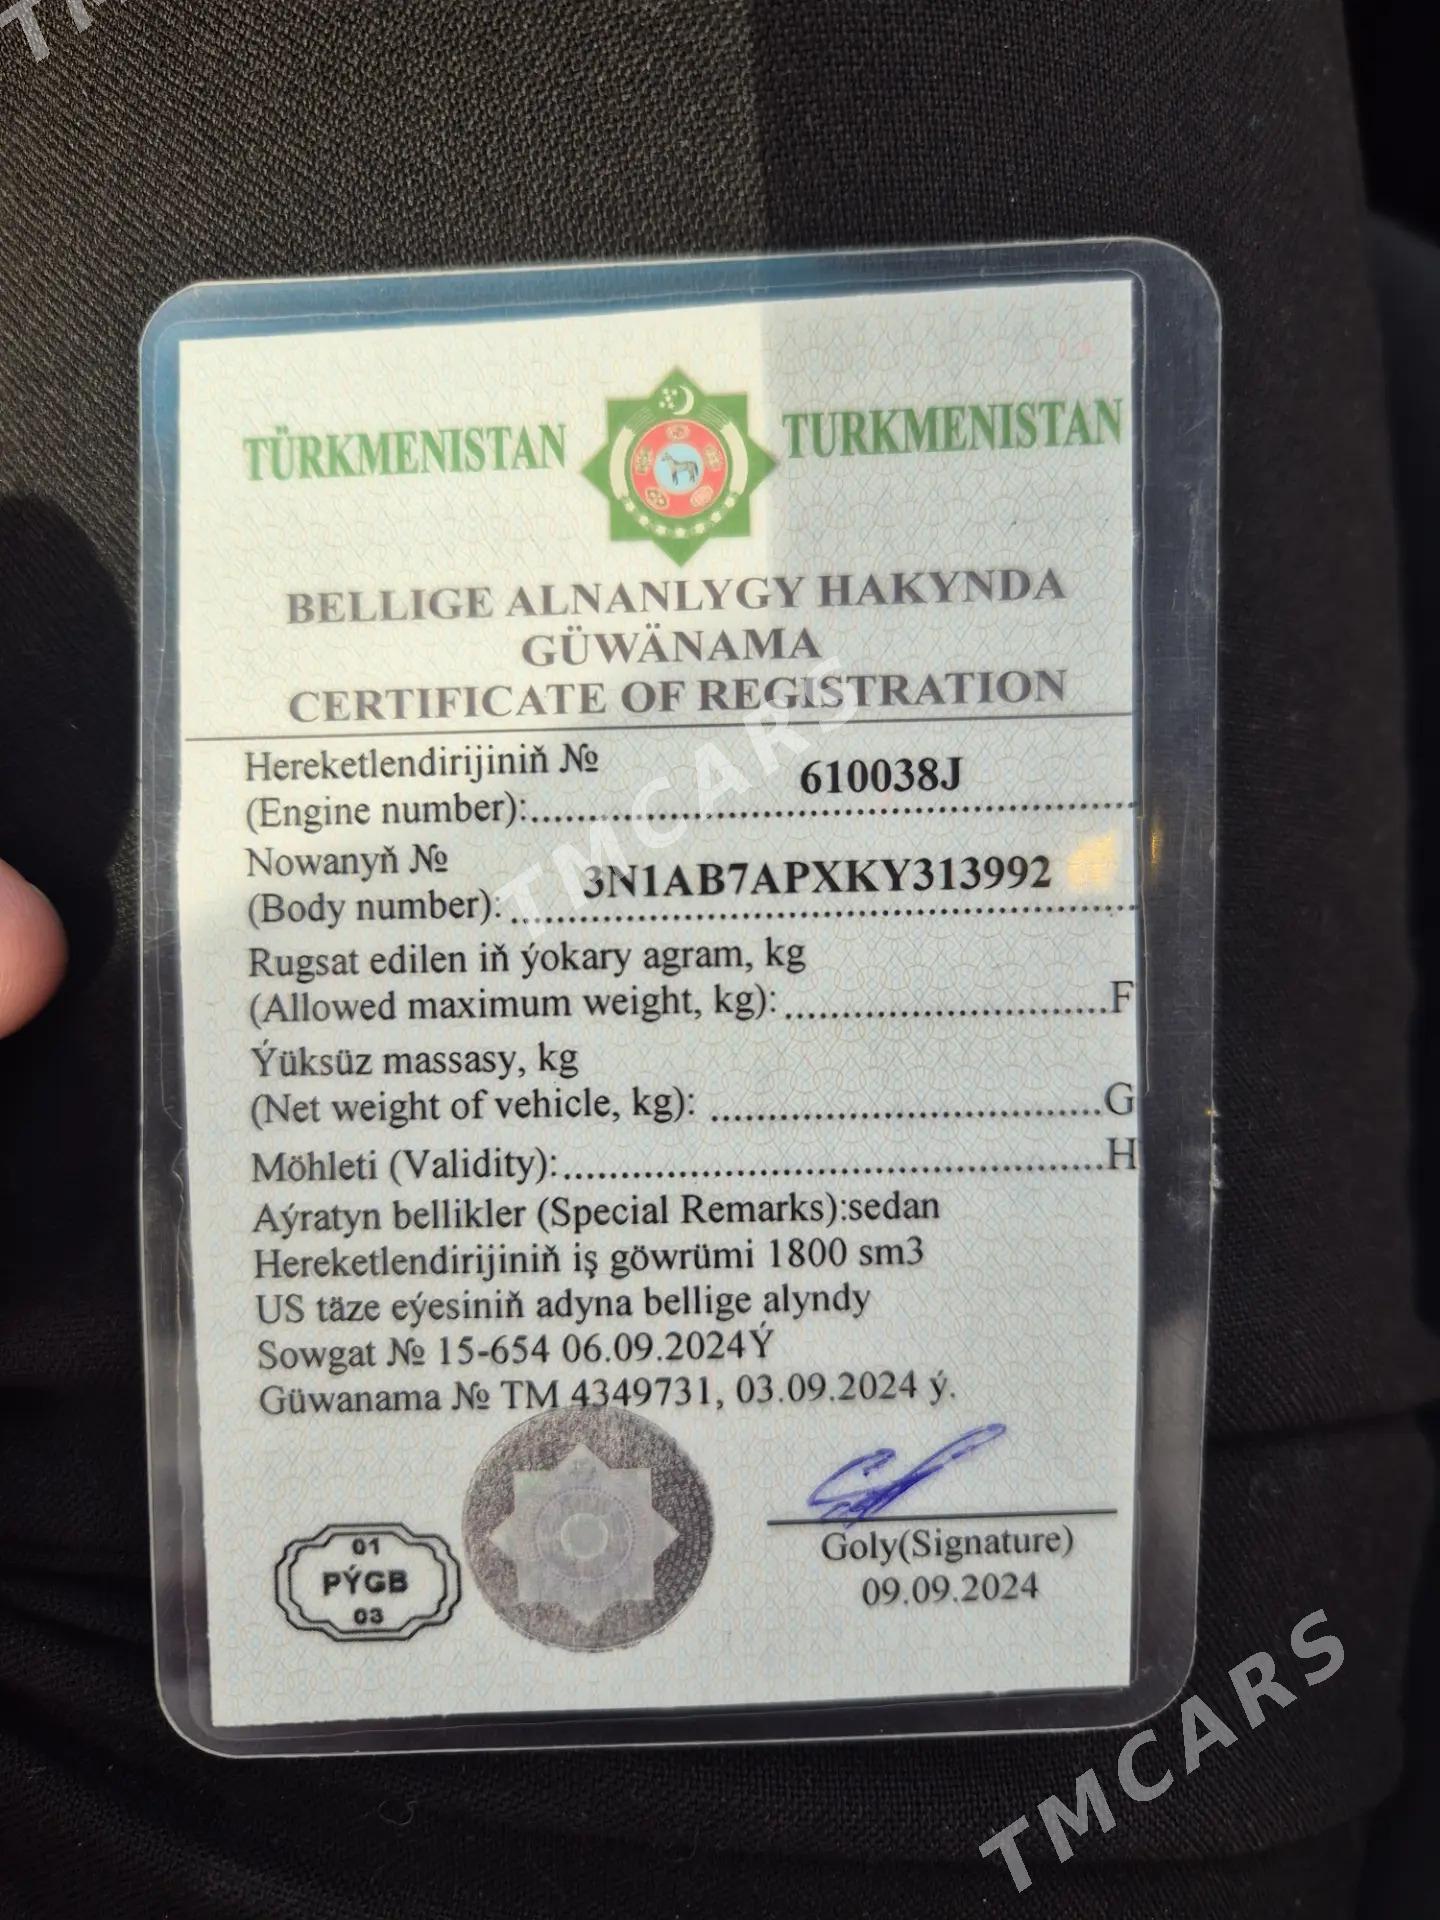 TÜRKMENISTAN TURKMENISTAN
BELLIGE ALNANLYGY HAKYNDA
GÜWÄNAMA
CERTIFICATE OF REGISTRATION
Hereketlendirijiniň №
(Engine number):..........610038J
Nowanyň №
(Body number):..........3N1AB7APXKY313992
Rugsat edilen iň ýokary agram, kg
(Allowed maximum weight, kg):..........F
Ýüksüz massasy, kg
(Net weight of vehicle, kg):..........G
Möhleti (Validity):..........H
Aýratyn bellikler (Special Remarks):sedan
Hereketlendirijiniň iş göwrümi 1800 sm3
US täze eýesiniň adyna bellige alyndy
Sowgat № 15-654 06.09.2024Ý
Güwanama № TM 4349731, 03.09.2024 ý.
01
PÝGB
03
Goly(Signature)
09.09.2024
TMCARS
TMCARS